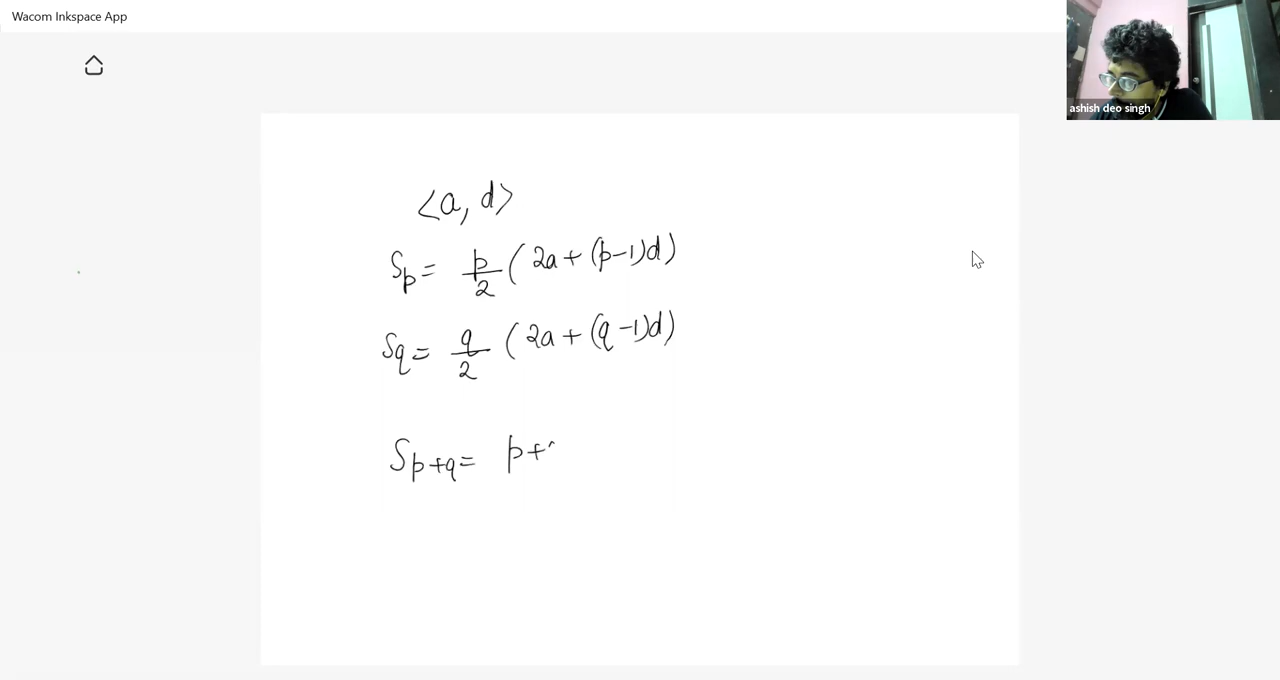 Wacom Inkspace App
ashish deo singh
<a, d>
Sp = p/2 (2a + (p-1)d)
Sq = q/2 (2a + (q-1)d)
Sp+q = p+